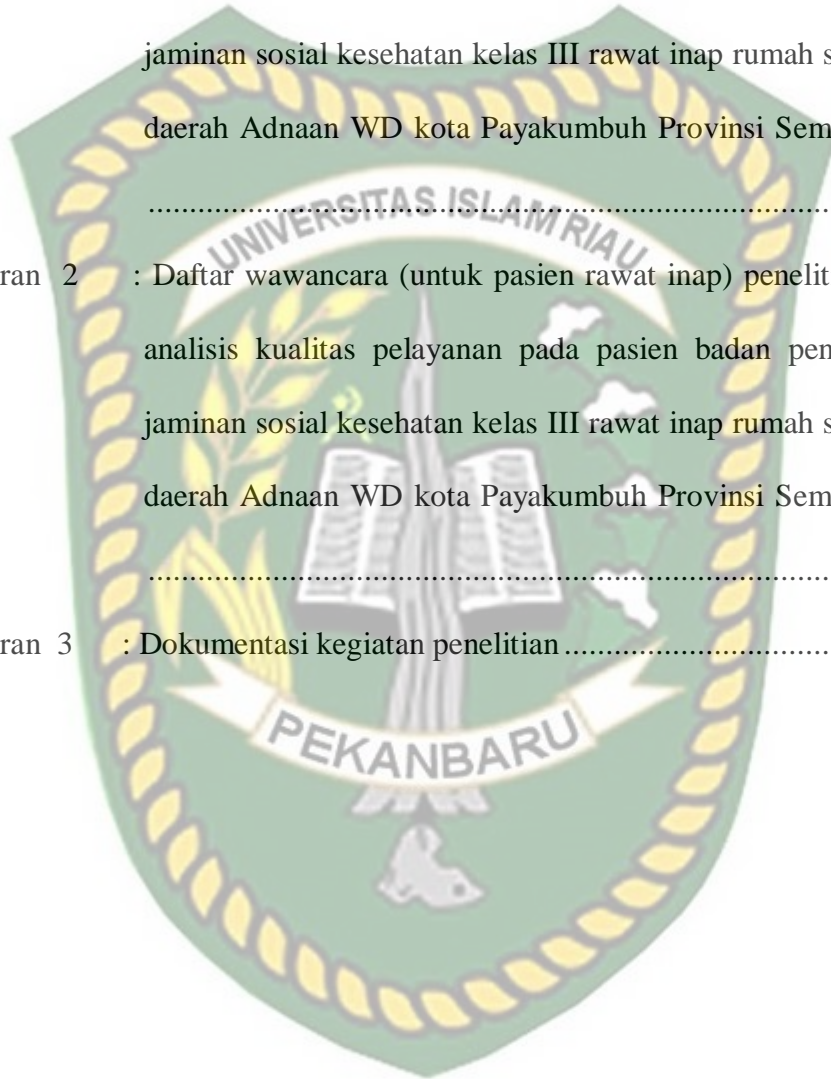 jaminan sosial kesehatan kelas III rawat inap rumah s
daerah Adnaan WD kota Payakumbuh Provinsi Sem
....................................................................................
UNIVERSITAS ISLAM RIAU
ran 2 : Daftar wawancara (untuk pasien rawat inap) penelit
analisis kualitas pelayanan pada pasien badan pen
jaminan sosial kesehatan kelas III rawat inap rumah s
daerah Adnaan WD kota Payakumbuh Provinsi Sem
....................................................................................
ran 3 : Dokumentasi kegiatan penelitian ................................
PEKANBARU